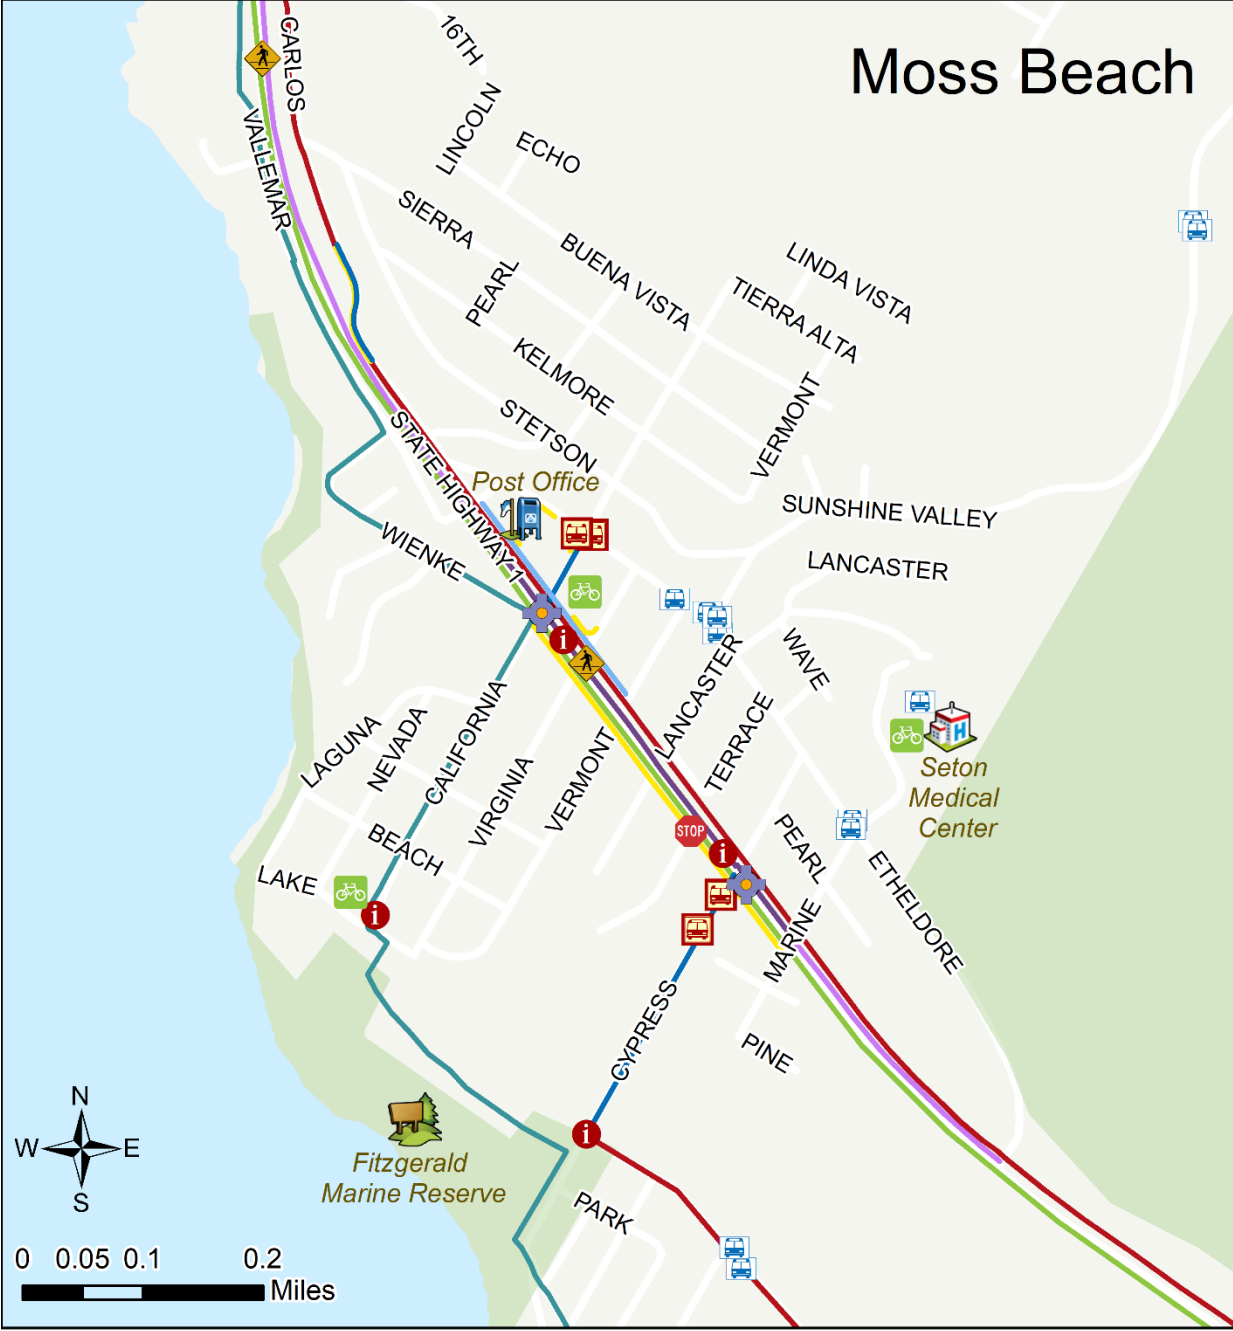 Moss Beach
16TH
CARLOS
LINCOLN
ECHO
VALLEMAR
SIERRA
BUENA VISTA
LINDA VISTA
PEARL
TIERRA ALTA
KELMORE
VERMONT
STETSON
STATE HIGHWAY 1
Post Office
SUNSHINE VALLEY
WIENKE
LANCASTER
i
WAVE
LANCASTER
TERRACE
CALIFORNIA
NEVADA
LAGUNA
VERMONT
VIRGINIA
H
Seton
Medical
Center
STOP
BEACH
i
PEARL
LAKE
i
ETHELDORE
MARINE
CYPRESS
PINE
i
N
W
E
S
Fitzgerald
Marine Reserve
PARK
0 0.05 0.1 0.2
Miles